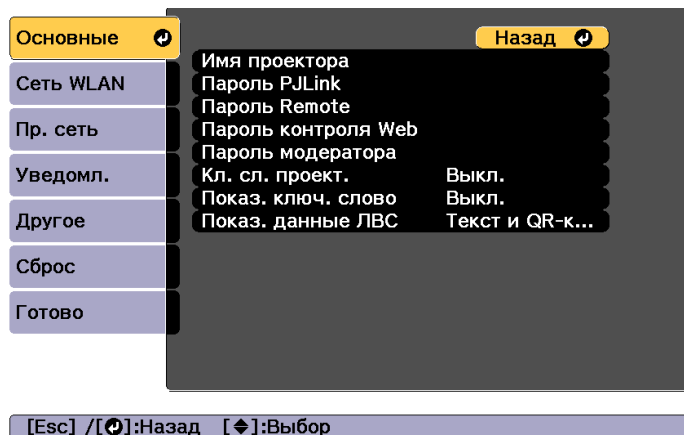 Основные
Назад
Имя проектора
Сеть WLAN
Пароль PJLink
Пароль Remote
Пр. сеть
Пароль контроля Web
Пароль модератора
Уведомл.
Кл. сл. проект. Выкл.
Показ. ключ. слово Выкл.
Другое
Показ. данные ЛВС Текст и QR-к...
Сброс
Готово
[Esc] /[]:Назад []:Выбор